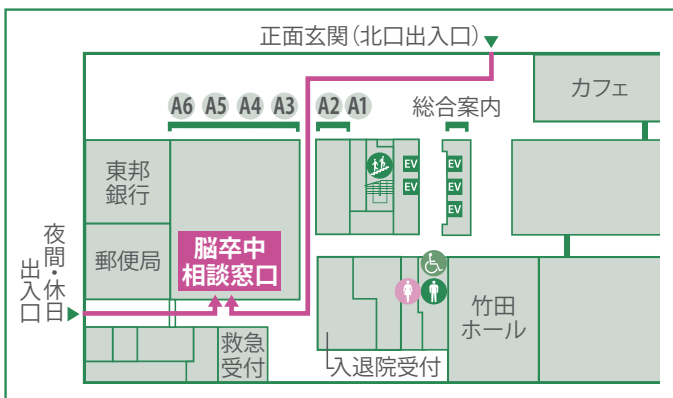 正面玄関(北口出入口)
カフェ
A6 A5 A4 A3 A2 A1
総合案内
EV
EV
EV
EV
EV
東邦
銀行
郵便局
脳卒中
相談窓口
夜間・休日
出入口
竹田
ホール
救急
受付
入退院受付